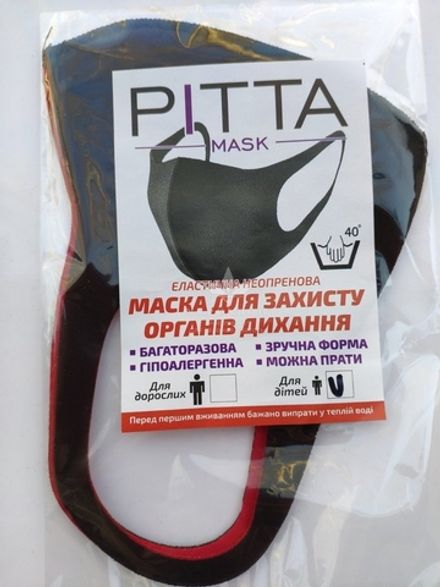 PITTA
MASK
40°
ЕЛАСТИЧНА НЕОПРЕНОВА
МАСКА ДЛЯ ЗАХИСТУ
ОРГАНІВ ДИХАННЯ
▪ БАГАТОРАЗОВА ▪ ЗРУЧНА ФОРМА
▪ ГІПОАЛЕРГЕННА ▪ МОЖНА ПРАТИ
Для дорослих Для дітей
Перед першим вживанням бажано випрати у теплій воді